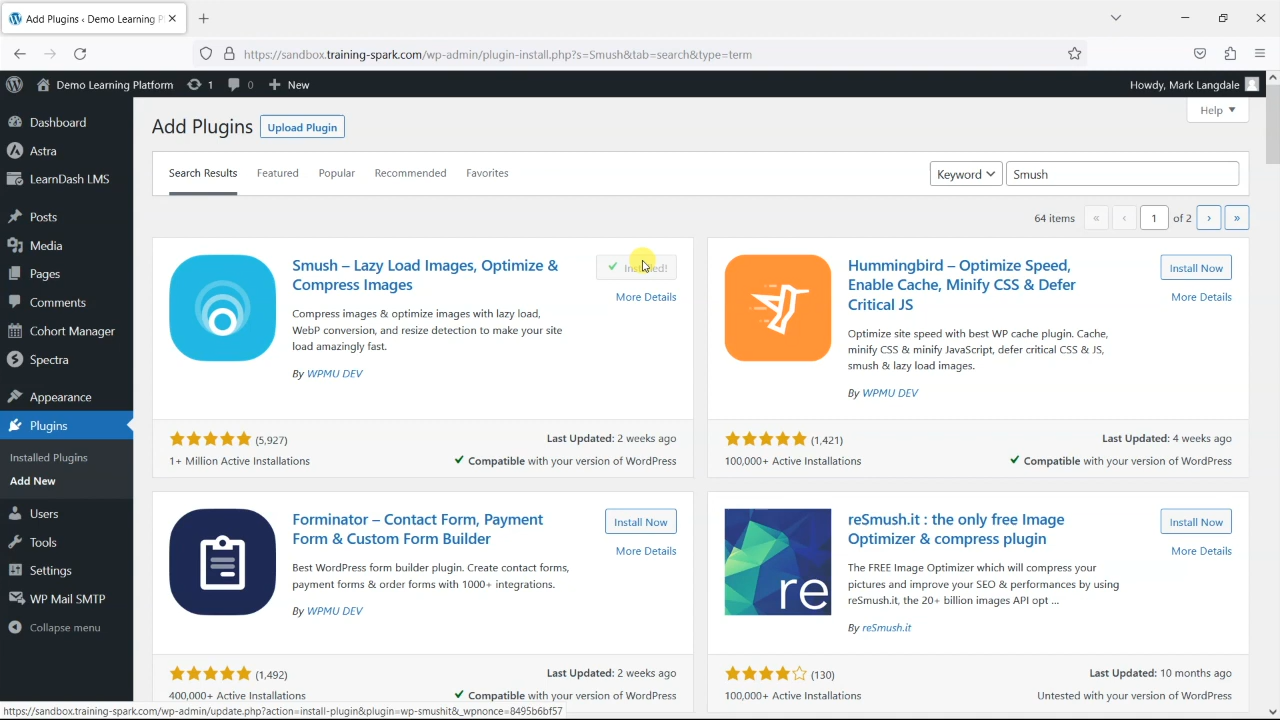 Add Plugins ‹ Demo Learning P
https://sandbox.training-spark.com/wp-admin/plugin-install.php?s=Smush&tab=search&type=term
Demo Learning Platform
1
0
New
Howdy, Mark Langdale
Dashboard
Astra
LearnDash LMS
Posts
Media
Pages
Comments
Cohort Manager
Spectra
Appearance
Plugins
Installed Plugins
Add New
Users
Tools
Settings
WP Mail SMTP
Collapse menu
Help
Add Plugins
Upload Plugin
Search Results
Featured
Popular
Recommended
Favorites
Keyword
Smush
64 items
«
‹
1
of 2
›
»
Smush – Lazy Load Images, Optimize &
Compress Images
Installed!
More Details
Compress images & optimize images with lazy load,
WebP conversion, and resize detection to make your site
load amazingly fast.
By WPMU DEV
(5,927)
Last Updated: 2 weeks ago
1+ Million Active Installations
Compatible with your version of WordPress
Hummingbird – Optimize Speed,
Enable Cache, Minify CSS & Defer
Critical JS
Install Now
More Details
Optimize site speed with best WP cache plugin. Cache,
minify CSS & minify JavaScript, defer critical CSS & JS,
smush & lazy load images.
By WPMU DEV
(1,421)
Last Updated: 4 weeks ago
100,000+ Active Installations
Compatible with your version of WordPress
Forminator – Contact Form, Payment
Form & Custom Form Builder
Install Now
More Details
Best WordPress form builder plugin. Create contact forms,
payment forms & order forms with 1000+ integrations.
By WPMU DEV
(1,492)
Last Updated: 2 weeks ago
400,000+ Active Installations
Compatible with your version of WordPress
reSmush.it : the only free Image
Optimizer & compress plugin
Install Now
More Details
re
The FREE Image Optimizer which will compress your
pictures and improve your SEO & performances by using
reSmush.it, the 20+ billion images API opt …
By reSmush.it
(130)
Last Updated: 10 months ago
100,000+ Active Installations
Untested with your version of WordPress
https://sandbox.training-spark.com/wp-admin/update.php?action=install-plugin&plugin=wp-smushit&_wpnonce=8495b6bf57